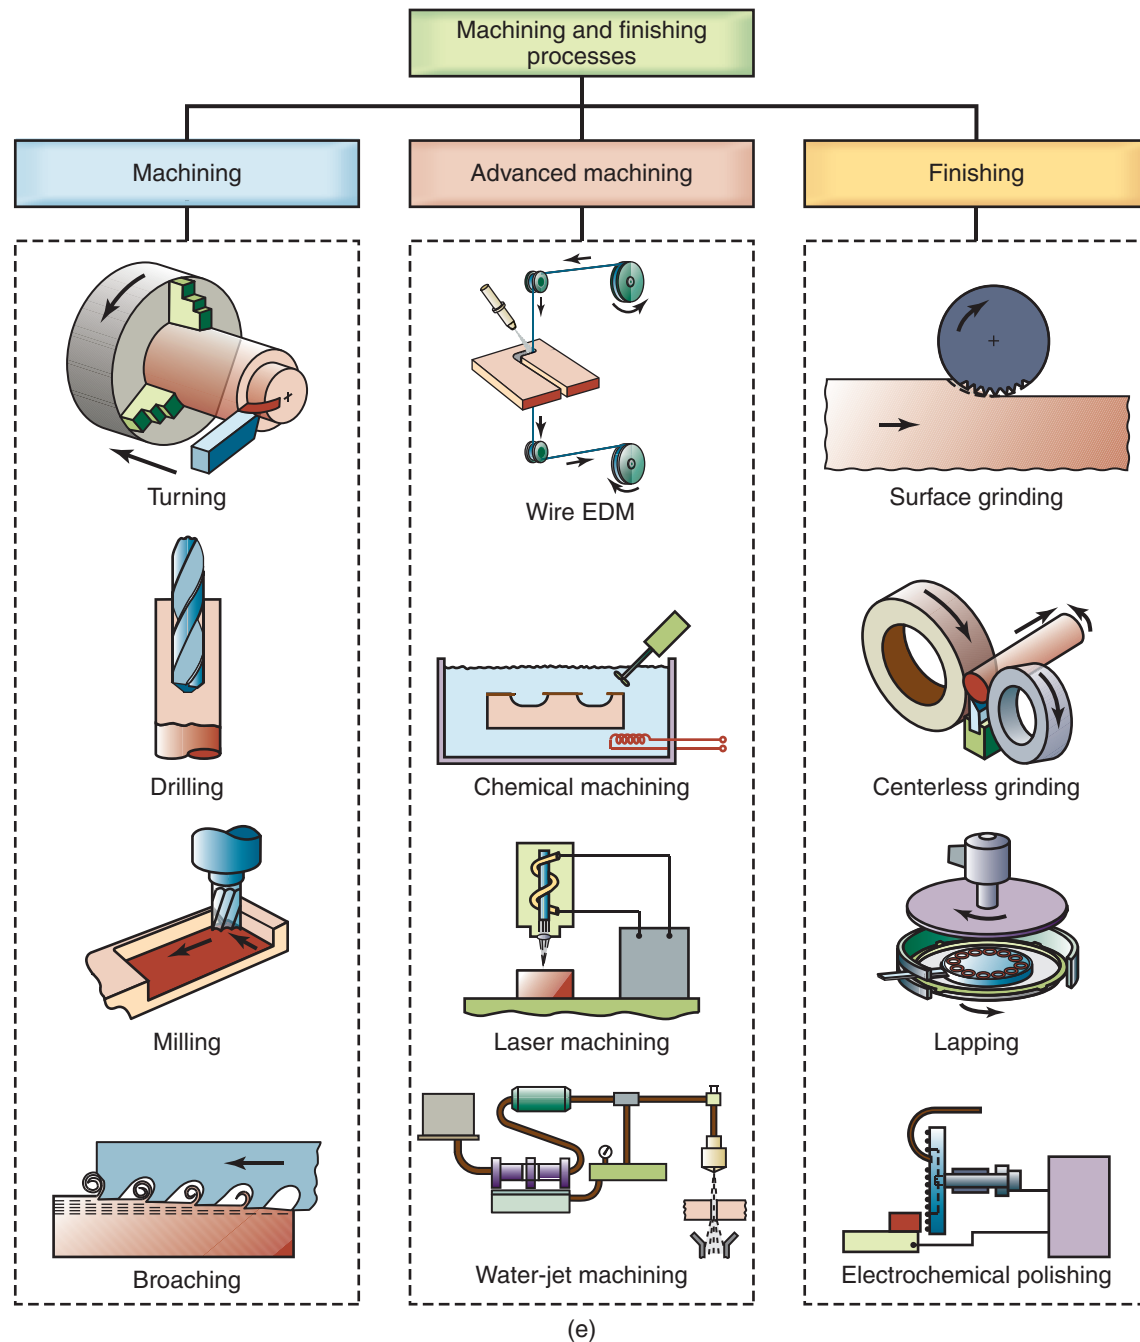 Machining and finishing
processes
Machining
Advanced machining
Finishing
Turning
Drilling
Milling
Broaching
Wire EDM
Chemical machining
Laser machining
Water-jet machining
Surface grinding
Centerless grinding
Lapping
Electrochemical polishing
(e)